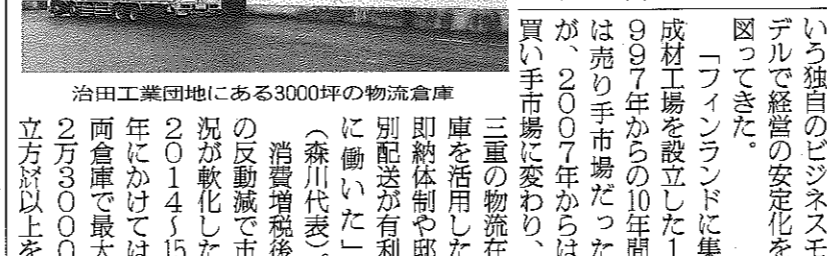 いう独自のビジネスモ
デルで経営の安定化を
図ってきた。
「フィンランドに集
成材工場を設立した1
997年からの10年間
は売り手市場だった
が、2007年からは
買い手市場に変わり、
三重の物流在
庫を活用した
即納体制や邸
別配送が有利
に働いた」
（森川代表）。
消費増税後
の反動減で市
況が軟化した
2014〜15
年にかけては
両倉庫で最大
2万3000
立方㍍以上を
治田工業団地にある3000坪の物流倉庫